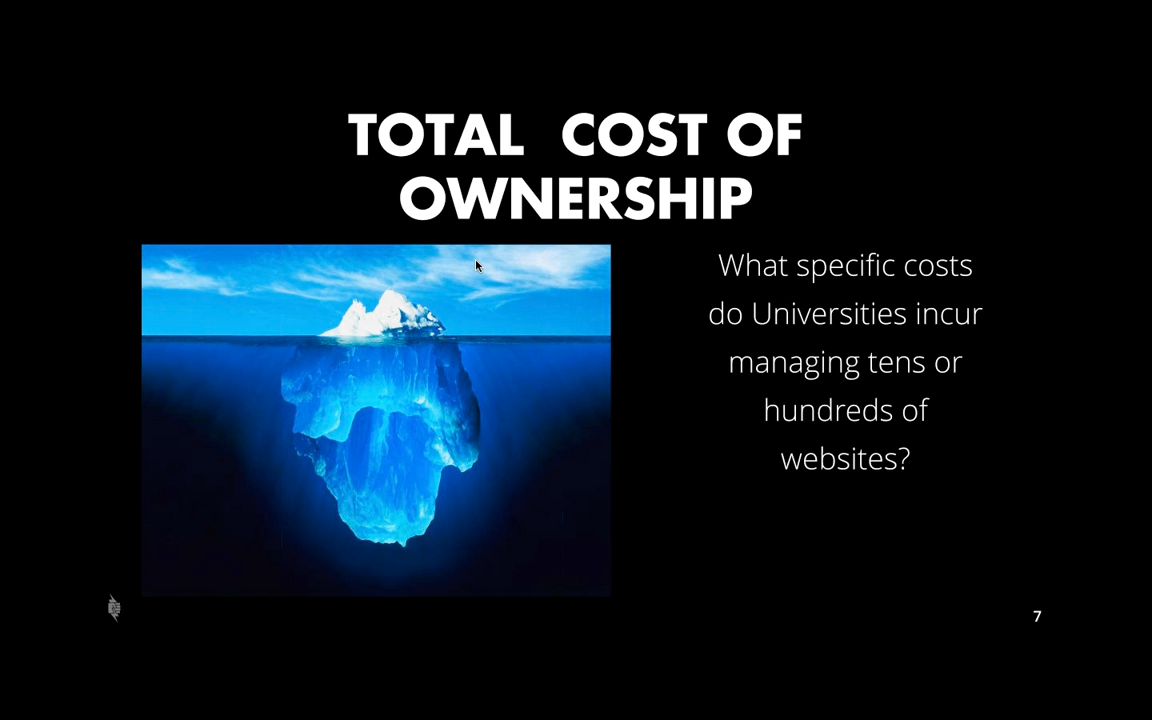 TOTAL  COST OF
OWNERSHIP
What specific costs
do Universities incur
managing tens or
hundreds of
websites?
7